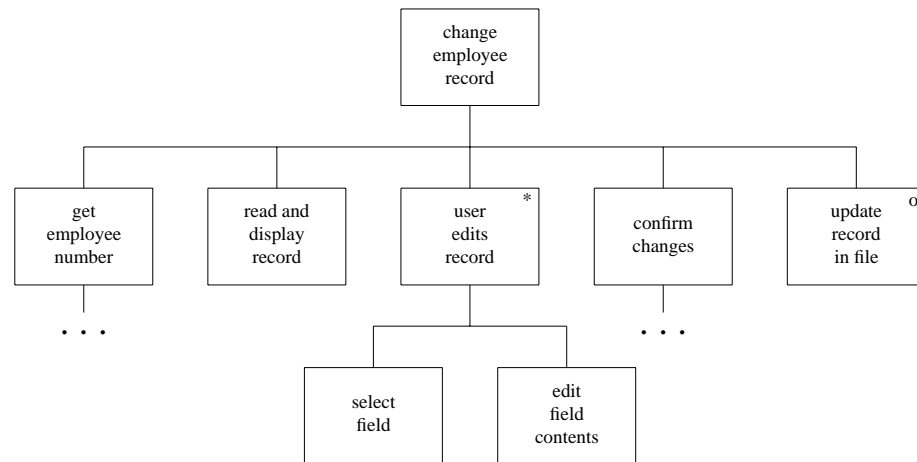 change
employee
record
get
employee
number
read and
display
record
*
user
edits
record
confirm
changes
o
update
record
in file
. . .
. . .
select
field
edit
field
contents